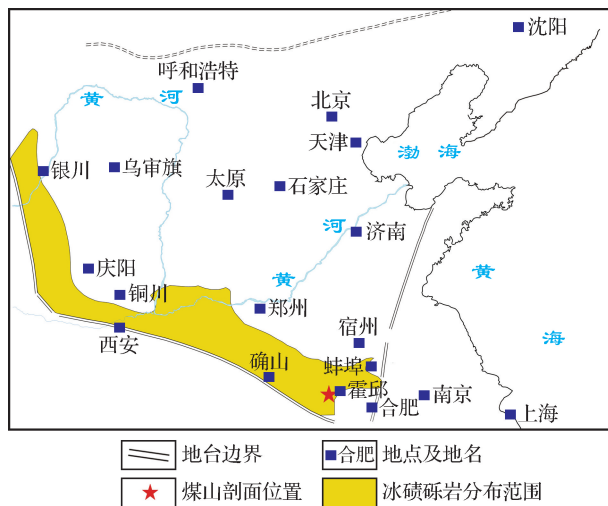 沈阳
呼和浩特
黄
河
北京
天津
渤
海
银川
乌审旗
太原
石家庄
河
济南
庆阳
黄
黄
铜川
郑州
宿州
海
西安
确山
蚌埠
霍邱
南京
合肥
上海
地台边界
合肥
地点及地名
煤山剖面位置
冰碛砾岩分布范围